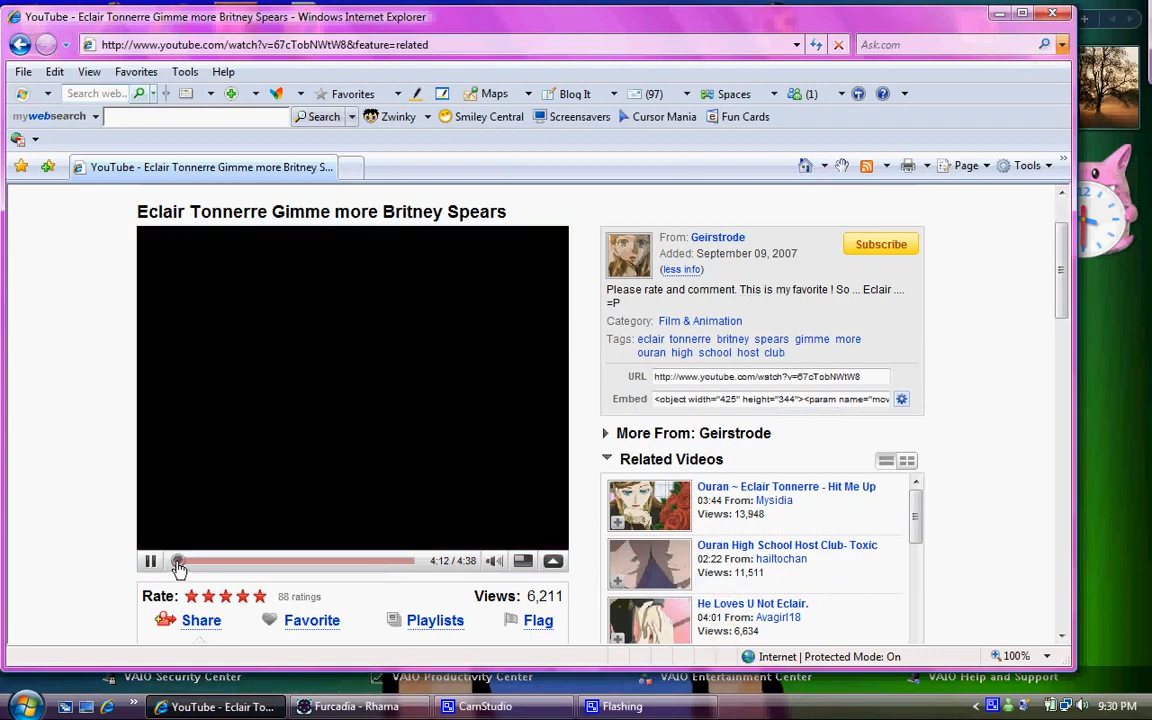 YouTube - Eclair Tonnerre Gimme more Britney Spears - Windows Internet Explorer
http://www.youtube.com/watch?v=67cTobNWtW8&feature=related
Ask.com
File Edit View Favorites Tools Help
Search web...
Favorites
Maps
Blog It
(97)
Spaces
(1)
mywebsearch
Search
Zwinky
Smiley Central
Screensavers
Cursor Mania
Fun Cards
YouTube - Eclair Tonnerre Gimme more Britney S...
Page
Tools
Eclair Tonnerre Gimme more Britney Spears
From: Geirstrode
Added: September 09, 2007
(less info)
Subscribe
Please rate and comment. This is my favorite ! So ... Eclair ....
=P
Category: Film & Animation
Tags: eclair tonnerre britney spears gimme more
ouran high school host club
URL http://www.youtube.com/watch?v=67cTobNWtW8
Embed <object width="425" height="344"><param name="mov
More From: Geirstrode
Related Videos
Ouran ~ Eclair Tonnerre - Hit Me Up
03:44 From: Mysidia
Views: 13,948
Ouran High School Host Club- Toxic
02:22 From: hailtochan
Views: 11,511
He Loves U Not Eclair.
04:01 From: Avagirl18
Views: 6,634
4:12 / 4:38
Rate: 88 ratings
Views: 6,211
Share Favorite Playlists Flag
Internet | Protected Mode: On
100%
VAIO Security Center
VAIO Productivity Center
VAIO Entertainment Center
VAIO Help and Support
YouTube - Eclair To...
Furcadia - Rhama
CamStudio
Flashing
9:30 PM
12